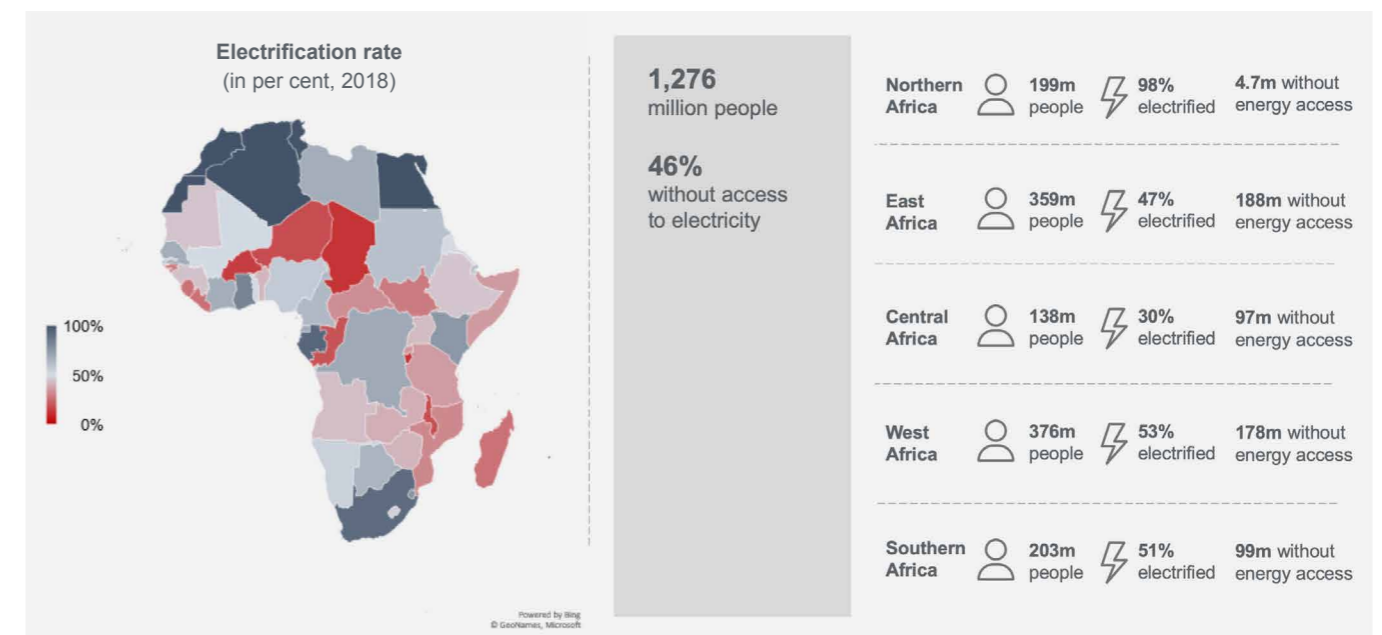 Electrification rate
(in per cent, 2018)
100%
50%
0%
Powered by Bing
© GeoNames, Microsoft
1,276
million people
46%
without access
to electricity
Northern
Africa
199m
people
98%
electrified
4.7m without
energy access
East
Africa
359m
people
47%
electrified
188m without
energy access
Central
Africa
138m
people
30%
electrified
97m without
energy access
West
Africa
376m
people
53%
electrified
178m without
energy access
Southern
Africa
203m
people
51%
electrified
99m without
energy access